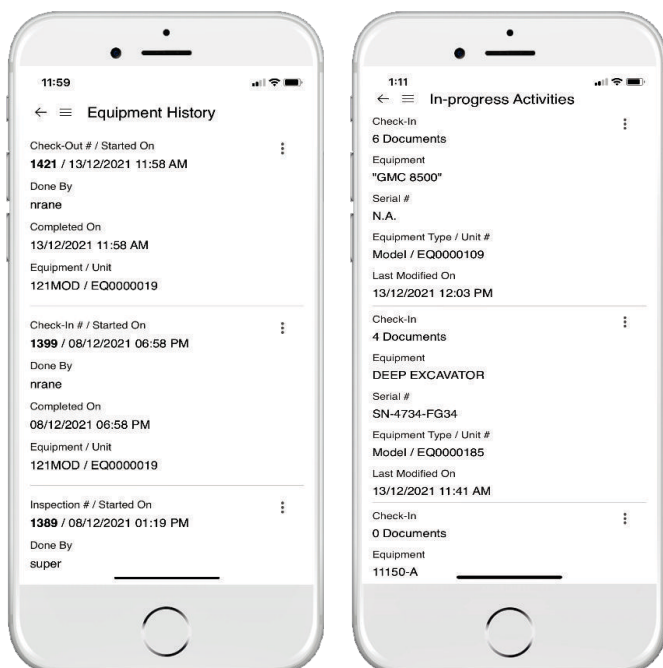 11:59
Equipment History
Check-Out # / Started On
1421 / 13/12/2021 11:58 AM
Done By
nrane
Completed On
13/12/2021 11:58 AM
Equipment / Unit
121MOD / EQ0000019
Check-In # / Started On
1399 / 08/12/2021 06:58 PM
Done By
nrane
Completed On
08/12/2021 06:58 PM
Equipment / Unit
121MOD / EQ0000019
Inspection # / Started On
1389 / 08/12/2021 01:19 PM
Done By
super
1:11
In-progress Activities
Check-In
6 Documents
Equipment
"GMC 8500"
Serial #
N.A.
Equipment Type / Unit #
Model / EQ0000109
Last Modified On
13/12/2021 12:03 PM
Check-In
4 Documents
Equipment
DEEP EXCAVATOR
Serial #
SN-4734-FG34
Equipment Type / Unit #
Model / EQ0000185
Last Modified On
13/12/2021 11:41 AM
Check-In
0 Documents
Equipment
11150-A